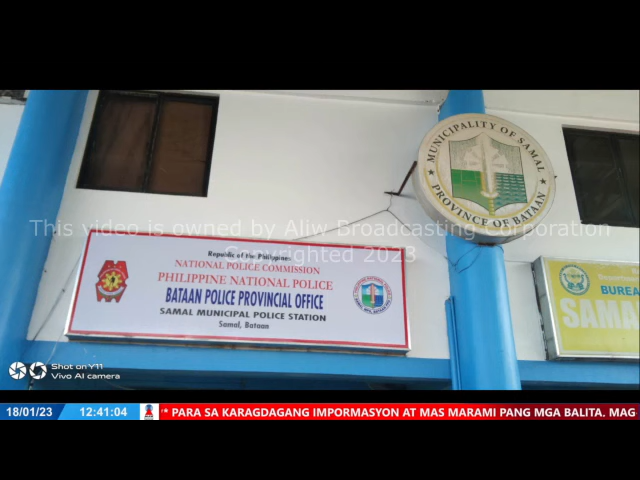 MUNICIPALITY OF SAMAL
PROVINCE OF BATAAN
This video is owned by Aliw Broadcasting Corporation
Copyrighted 2023
Republic of the Philippines
NATIONAL POLICE COMMISSION
PHILIPPINE NATIONAL POLICE
BATAAN POLICE PROVINCIAL OFFICE
SAMAL MUNICIPAL POLICE STATION
Samal, Bataan
BUREA
SAMA
Shot on Y11
Vivo AI camera
18/01/23 12:41:04 PARA SA KARAGDAGANG IMPORMASYON AT MAS MARAMI PANG MGA BALITA. MAG